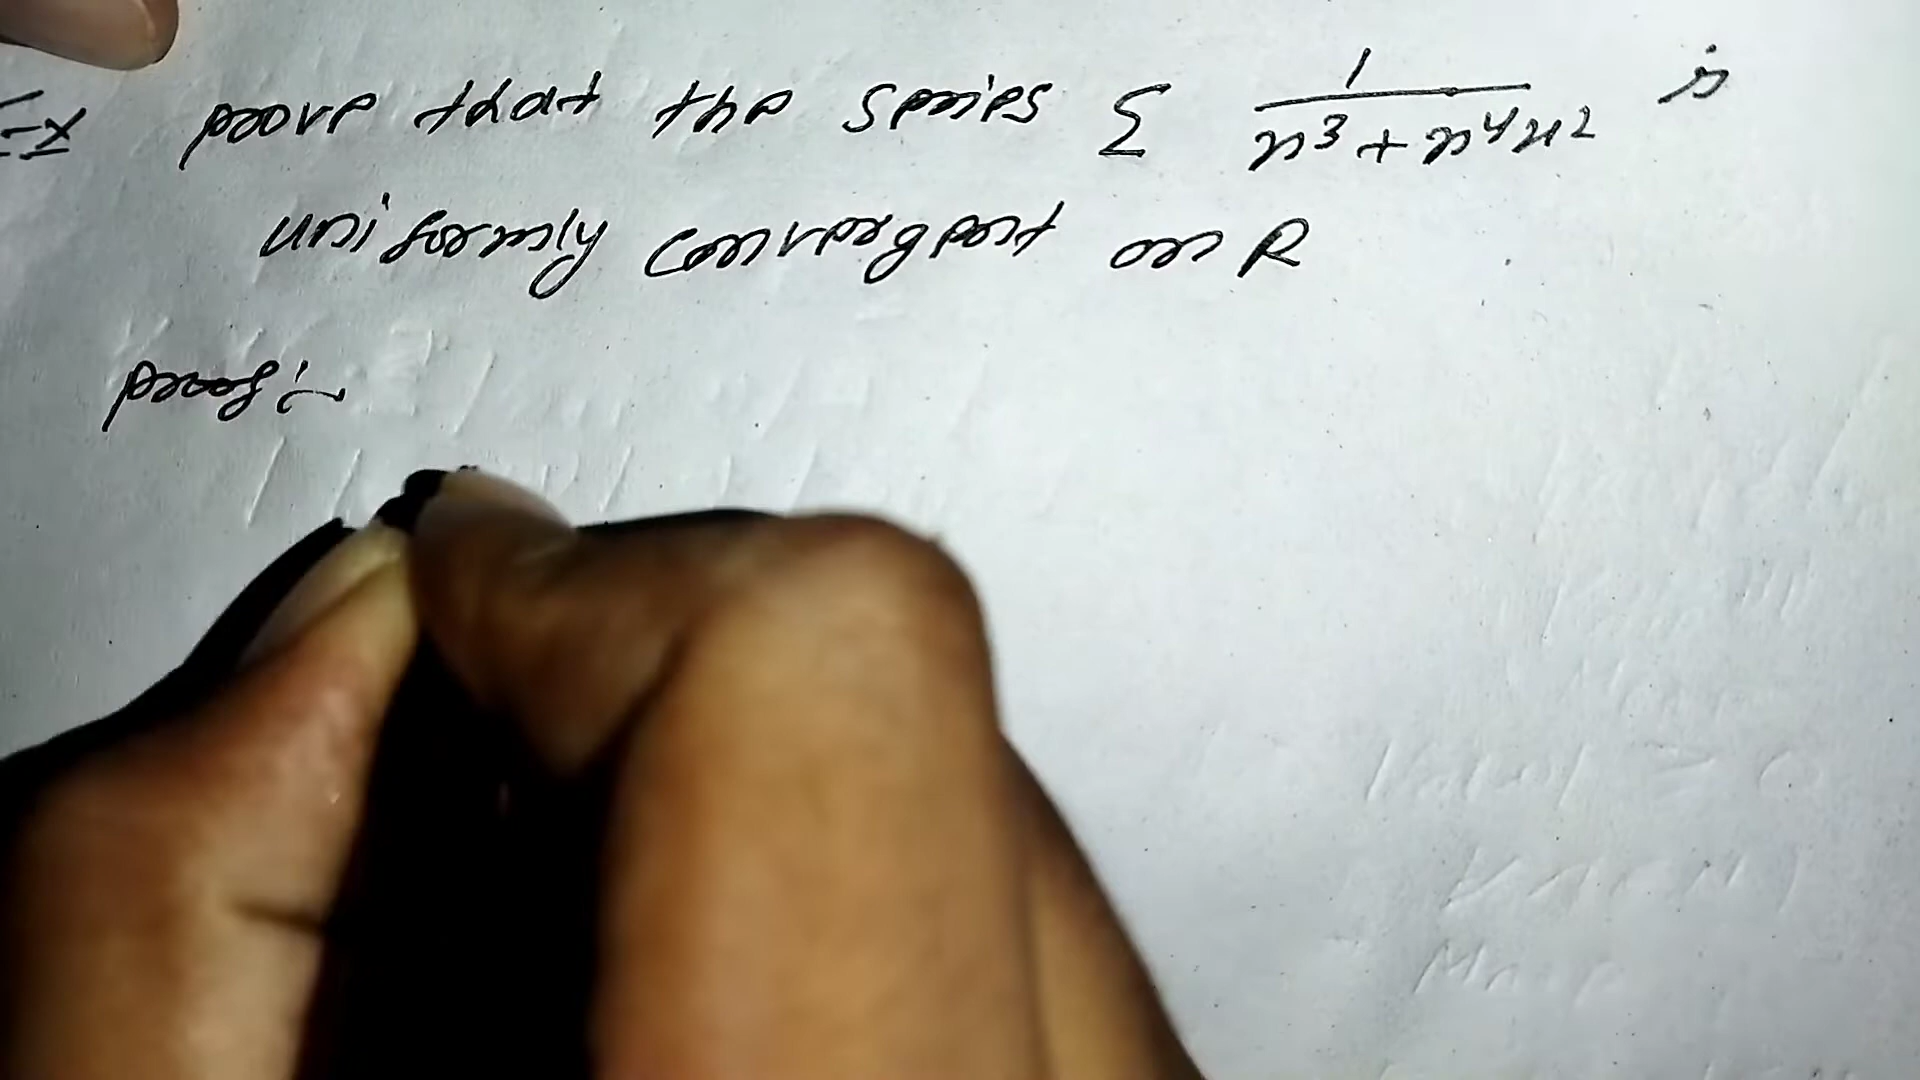 Ex prove that the series Σ 1/(n³ + n⁴x²) is
uniformly convergent on R
proof:-